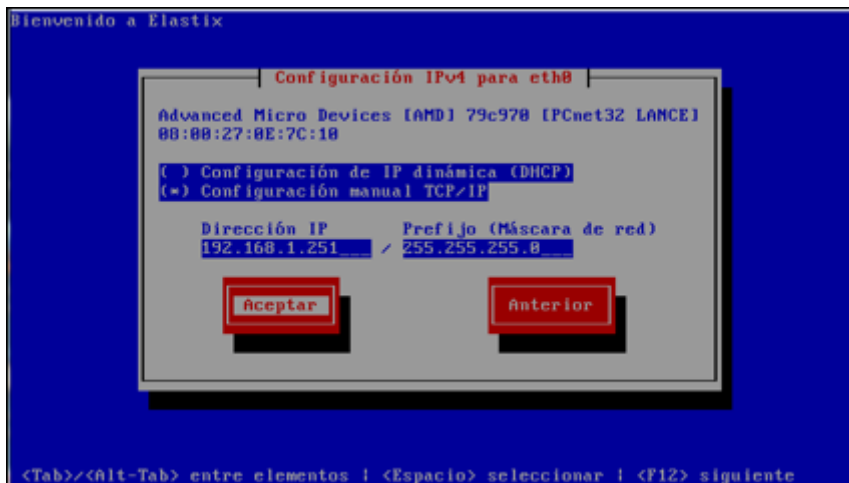 Bienvenido a Elastix
Configuración IPv4 para eth0
Advanced Micro Devices [AMD] 79c970 [PCnet32 LANCE]
08:00:27:0E:7C:10
( ) Configuración de IP dinámica (DHCP)
(*) Configuración manual TCP/IP
Dirección IP Prefijo (Máscara de red)
192.168.1.251___ / 255.255.255.0___
Aceptar Anterior
<Tab>/<Alt-Tab> entre elementos | <Espacio> seleccionar | <F12> siguiente